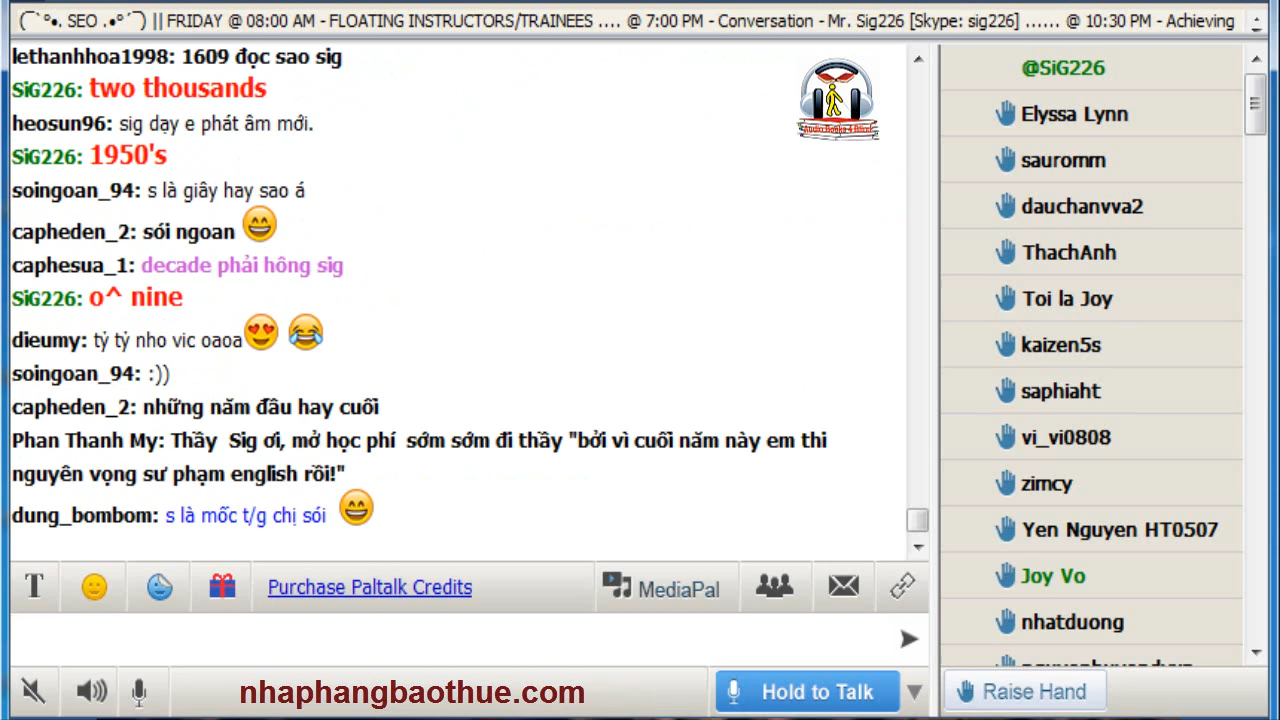 (¯`°•. SEO .•°´¯) || FRIDAY @ 08:00 AM - FLOATING INSTRUCTORS/TRAINEES .... @ 7:00 PM - Conversation - Mr. Sig226 [Skype: sig226] ...... @ 10:30 PM - Achieving
lethanhhoa1998: 1609 đọc sao sig
SiG226: two thousands
heosun96: sig dạy e phát âm mới.
SiG226: 1950's
soingoan_94: s là giây hay sao á
capheden_2: sói ngoan
caphesua_1: decade phải hông sig
SiG226: o^ nine
dieumy: tỷ tỷ nho vic oaoa
soingoan_94: :))
capheden_2: những năm đầu hay cuối
Phan Thanh My: Thầy Sig ơi, mở học phí sớm sớm đi thầy "bởi vì cuối năm này em thi
nguyên vọng sư phạm english rồi!"
dung_bombom: s là mốc t/g chị sói
Audio Books 4 Blind
@SiG226
Elyssa Lynn
sauromm
dauchanvva2
ThachAnh
Toi la Joy
kaizen5s
saphiaht
vi_vi0808
zimcy
Yen Nguyen HT0507
Joy Vo
nhatduong
T
Purchase Paltalk Credits
MediaPal
nhaphangbaothue.com
Hold to Talk
Raise Hand